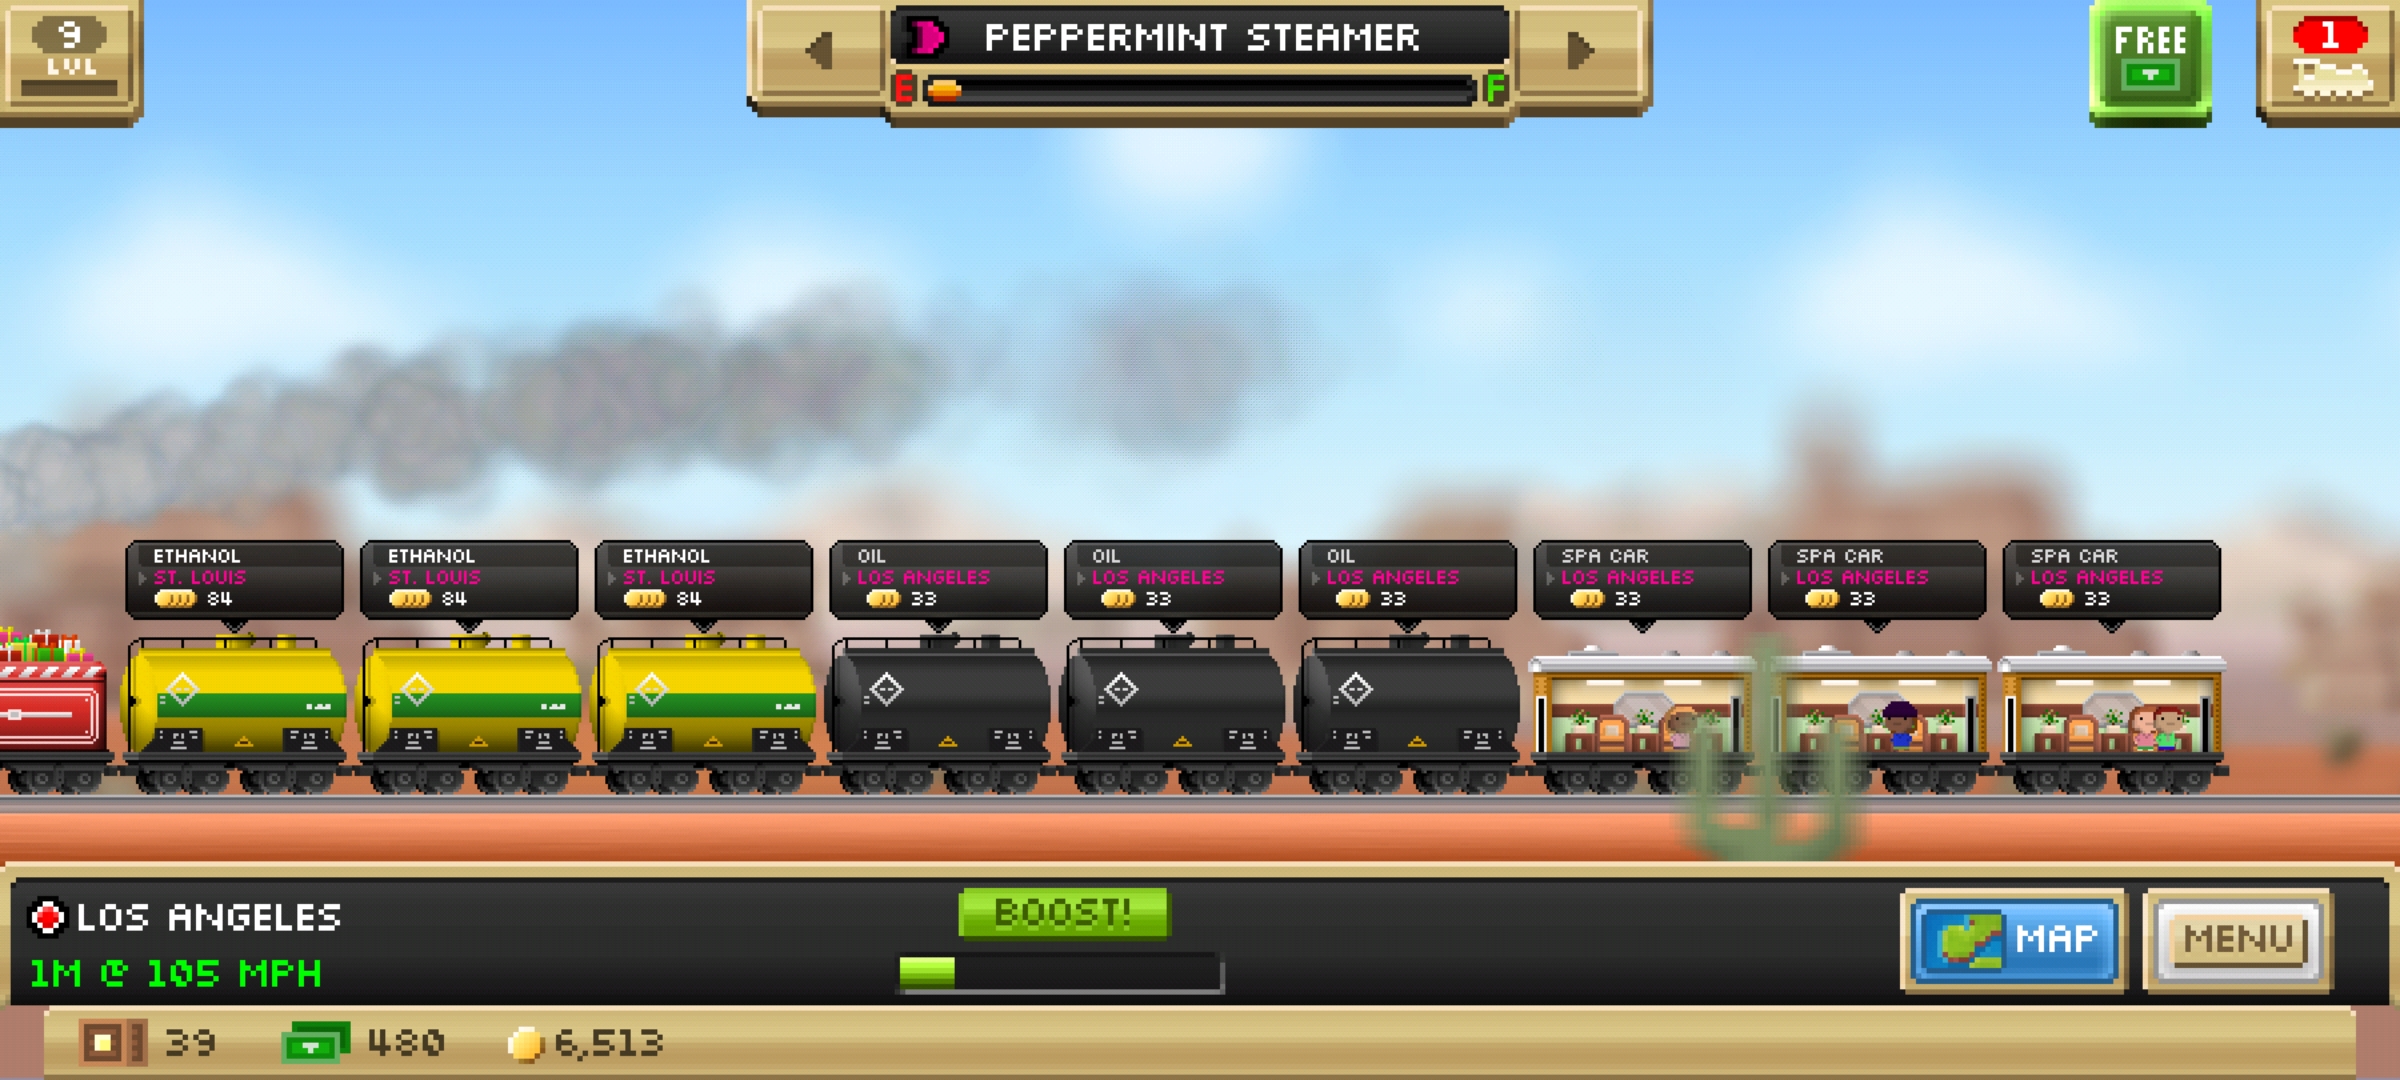 9
LVL
PEPPERMINT STEAMER
E
F
FREE
1
ETHANOL
ST. LOUIS
84
ETHANOL
ST. LOUIS
84
ETHANOL
ST. LOUIS
84
OIL
LOS ANGELES
33
OIL
LOS ANGELES
33
OIL
LOS ANGELES
33
SPA CAR
LOS ANGELES
33
SPA CAR
LOS ANGELES
33
SPA CAR
LOS ANGELES
33
LOS ANGELES
1M @ 105 MPH
BOOST!
MAP
MENU
39
480
6,513